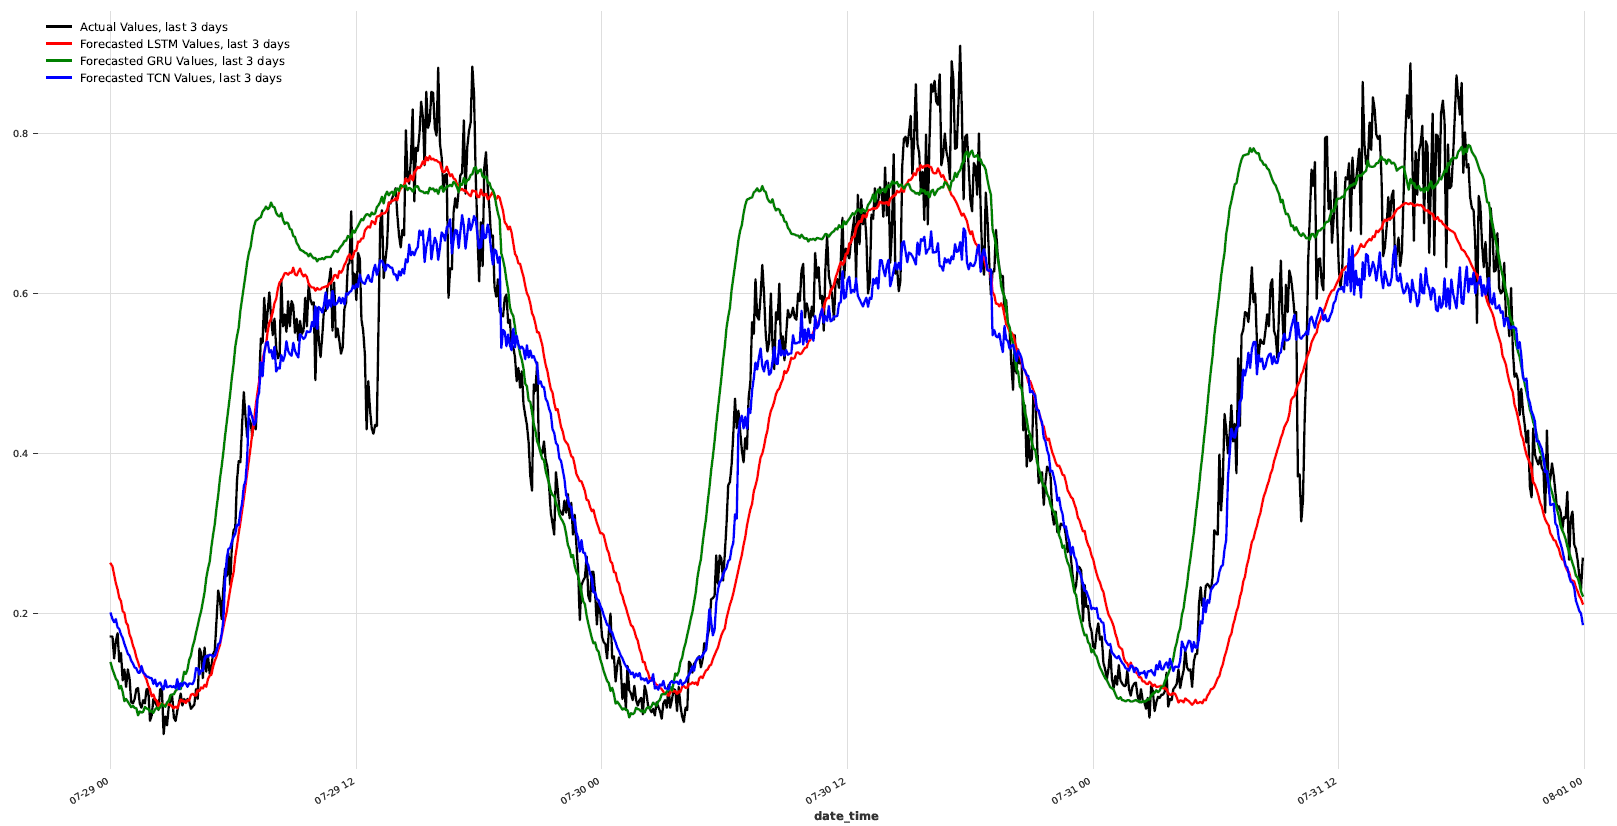 Actual Values, last 3 days
Forecasted LSTM Values, last 3 days
Forecasted GRU Values, last 3 days
Forecasted TCN Values, last 3 days
0.8
0.6
0.4
0.2
07-29 00
07-29 12
07-30 00
07-30 12
07-31 00
07-31 12
08-01 00
date_time